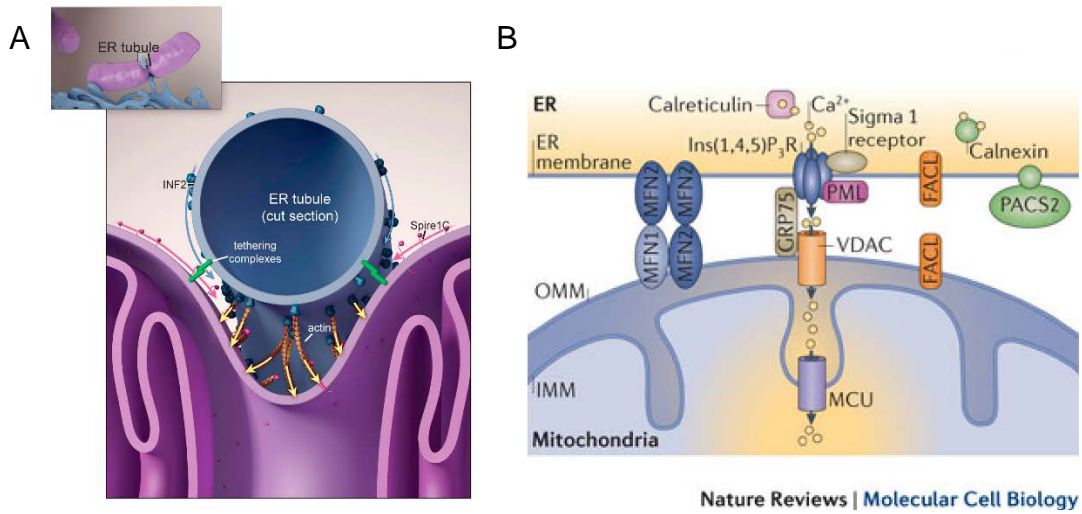 A
ER tubule
INF2
ER tubule
(cut section)
Spire1C
tethering
complexes
actin
B
ER
Calreticulin
Ca²⁺
Sigma 1
receptor
ER
membrane
Ins(1,4,5)P₃R
Calnexin
MFN2
MFN2
PML
FACL
PACS2
GRP75
MFN1
MFN2
VDAC
FACL
OMM
IMM
MCU
Mitochondria
Nature Reviews | Molecular Cell Biology